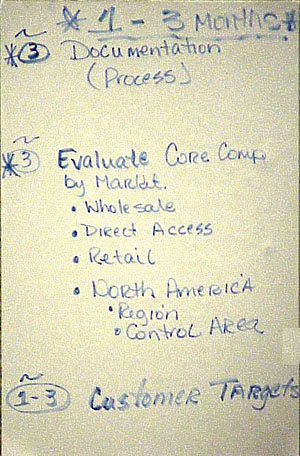 * 1 - 3 Months *
* ~3 Documentation
(Process)
* ~3 Evaluate Core Comp
by Market.
• Wholesale
• Direct Access
• Retail
• North America
• Region
• Control Area
~1-3 Customer Targets